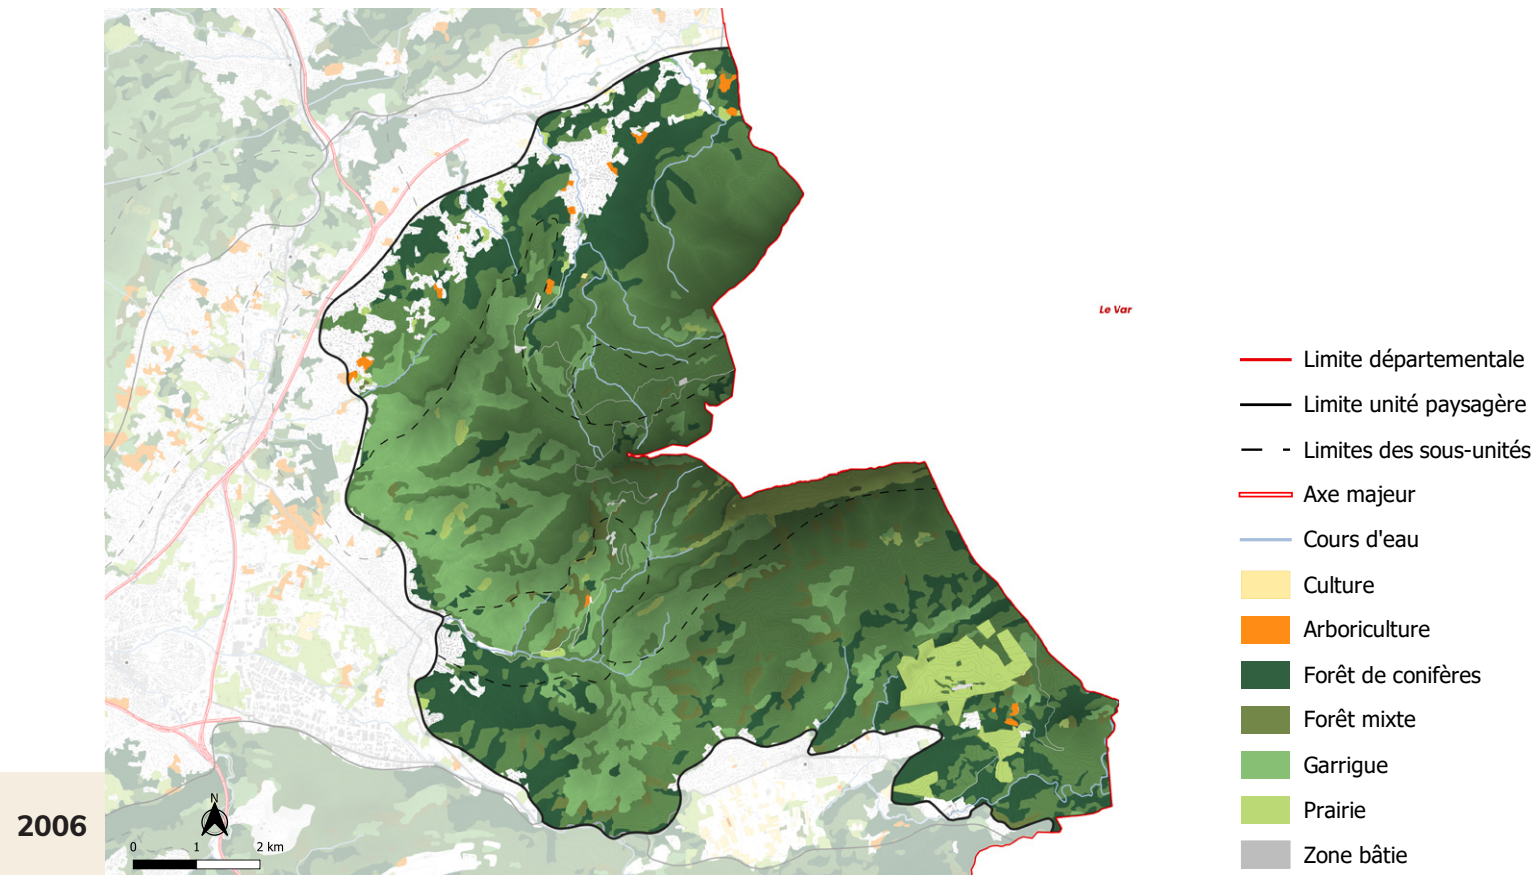 Le Var
Limite départementale
Limite unité paysagère
Limites des sous-unités
Axe majeur
Cours d'eau
Culture
Arboriculture
Forêt de conifères
Forêt mixte
Garrigue
Prairie
Zone bâtie
2006
N
0 1 2 km